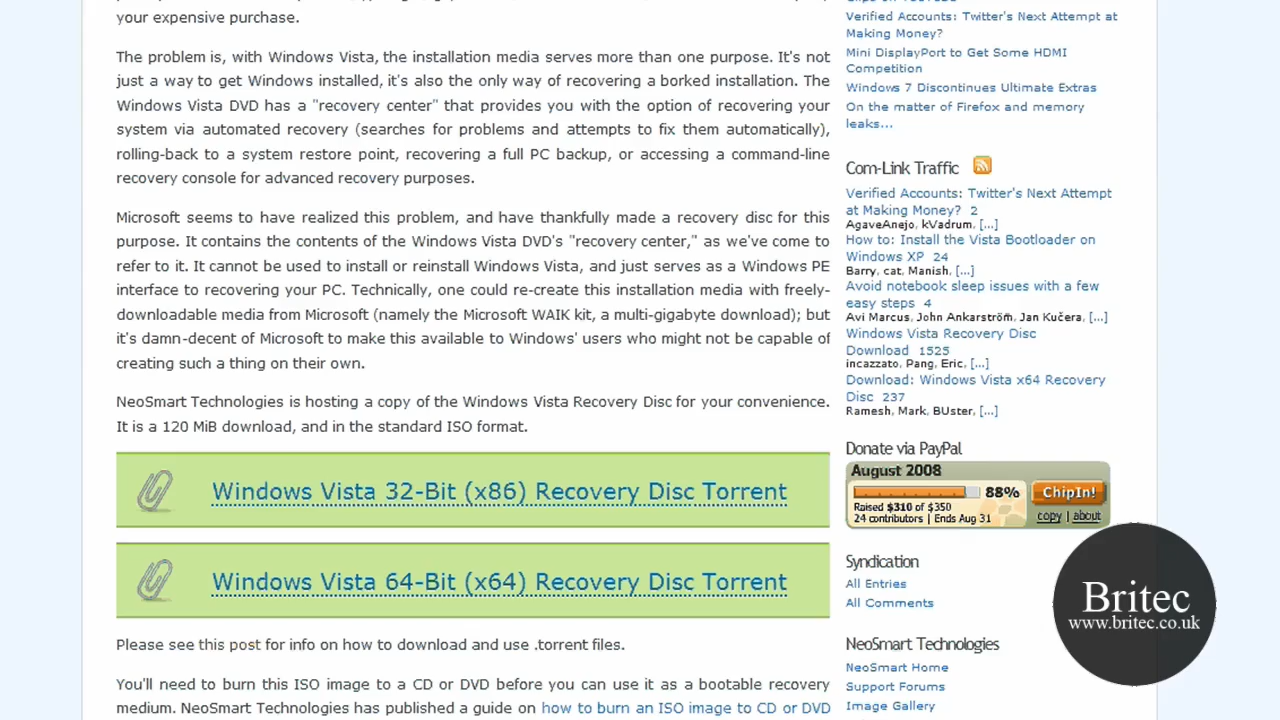 your expensive purchase.
The problem is, with Windows Vista, the installation media serves more than one purpose. It's not
just a way to get Windows installed, it's also the only way of recovering a borked installation. The
Windows Vista DVD has a "recovery center" that provides you with the option of recovering your
system via automated recovery (searches for problems and attempts to fix them automatically),
rolling-back to a system restore point, recovering a full PC backup, or accessing a command-line
recovery console for advanced recovery purposes.
Microsoft seems to have realized this problem, and have thankfully made a recovery disc for this
purpose. It contains the contents of the Windows Vista DVD's "recovery center," as we've come to
refer to it. It cannot be used to install or reinstall Windows Vista, and just serves as a Windows PE
interface to recovering your PC. Technically, one could re-create this installation media with freely-
downloadable media from Microsoft (namely the Microsoft WAIK kit, a multi-gigabyte download); but
it's damn-decent of Microsoft to make this available to Windows' users who might not be capable of
creating such a thing on their own.
NeoSmart Technologies is hosting a copy of the Windows Vista Recovery Disc for your convenience.
It is a 120 MiB download, and in the standard ISO format.
Windows Vista 32-Bit (x86) Recovery Disc Torrent
Windows Vista 64-Bit (x64) Recovery Disc Torrent
Please see this post for info on how to download and use .torrent files.
You'll need to burn this ISO image to a CD or DVD before you can use it as a bootable recovery
medium. NeoSmart Technologies has published a guide on how to burn an ISO image to CD or DVD
Verified Accounts: Twitter's Next Attempt at
Making Money?
Mini DisplayPort to Get Some HDMI
Competition
Windows 7 Discontinues Ultimate Extras
On the matter of Firefox and memory
leaks...
Com-Link Traffic
Verified Accounts: Twitter's Next Attempt
at Making Money? 2
AgaveAnejo, kVadrum, [...]
How to: Install the Vista Bootloader on
Windows XP 24
Barry, cat, Manish, [...]
Avoid notebook sleep issues with a few
easy steps 4
Avi Marcus, John Ankarström, Jan Kučera, [...]
Windows Vista Recovery Disc
Download 1525
incazzato, Pang, Eric, [...]
Download: Windows Vista x64 Recovery
Disc 237
Ramesh, Mark, BUster, [...]
Donate via PayPal
August 2008
88% ChipIn!
Raised $310 of $350
24 contributors | Ends Aug 31
copy | about
Syndication
All Entries
All Comments
NeoSmart Technologies
NeoSmart Home
Support Forums
Image Gallery
Britec
www.britec.co.uk